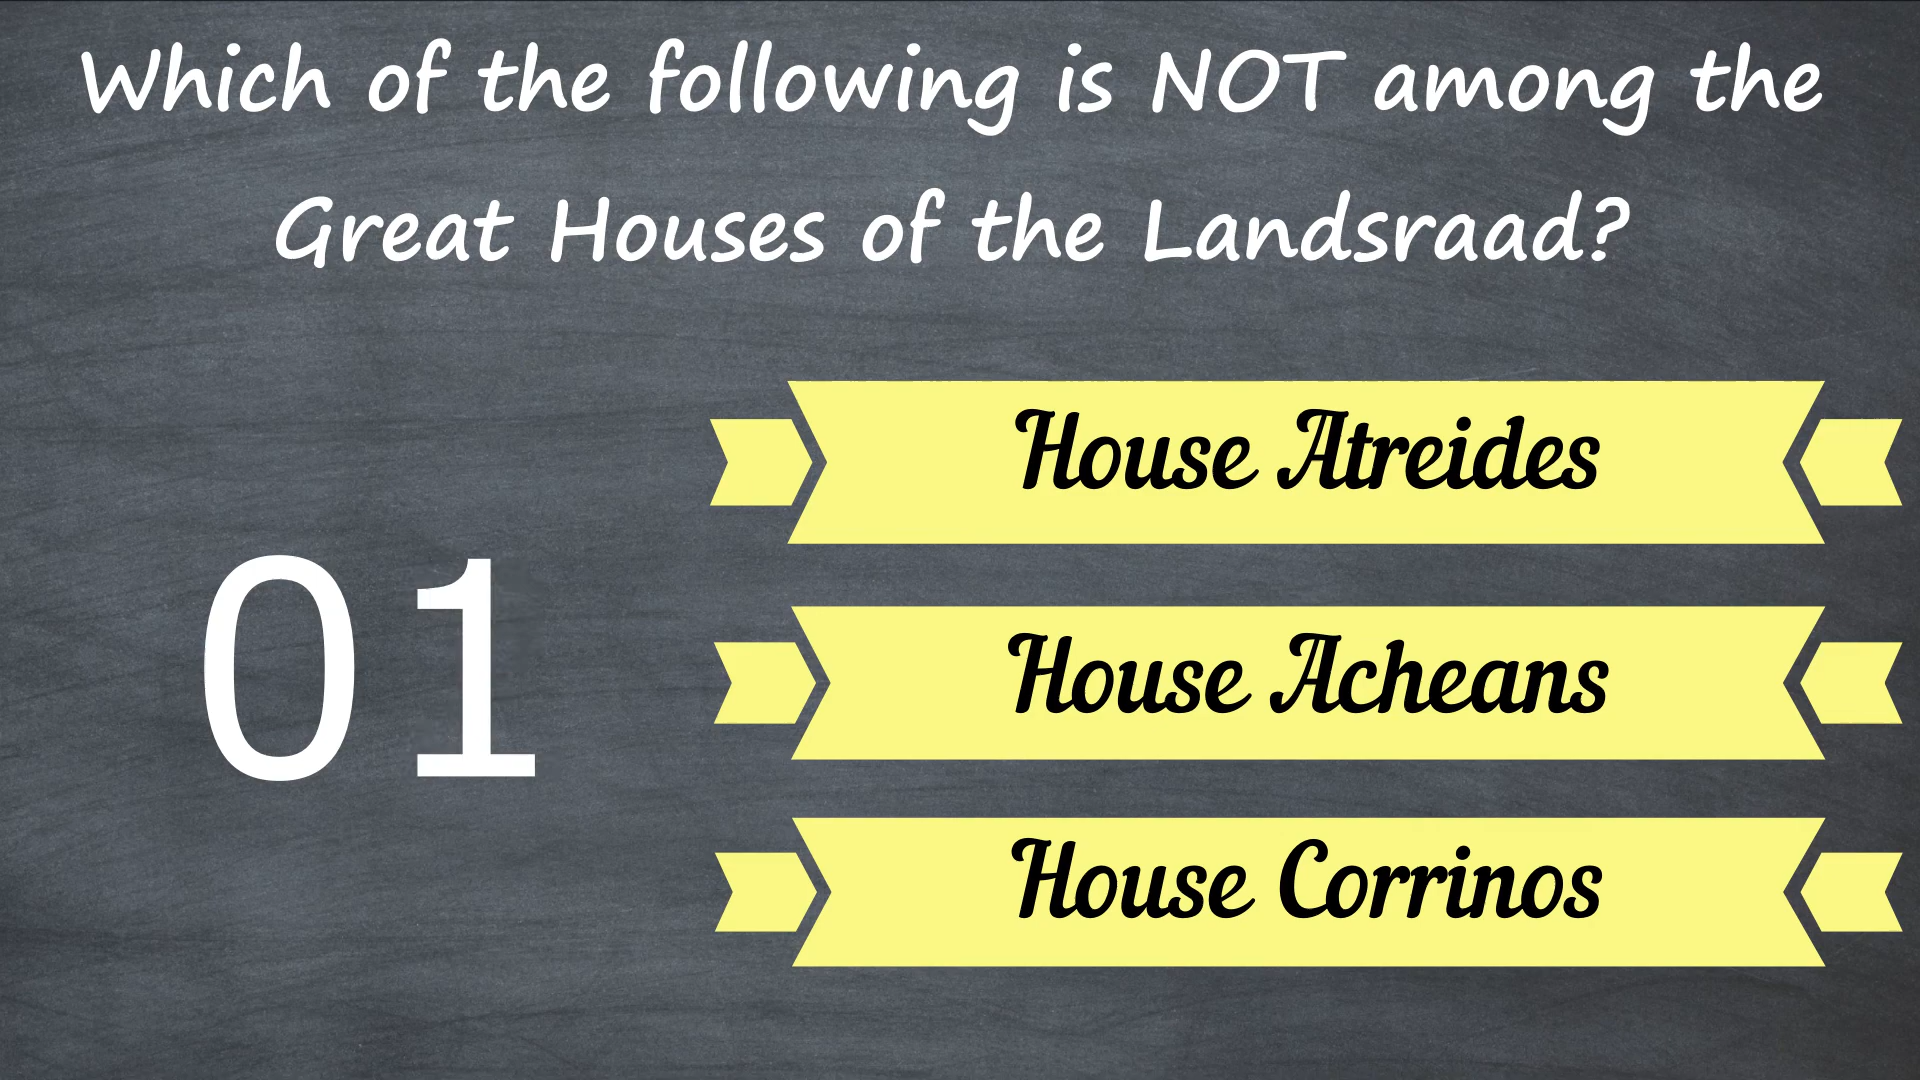 Which of the following is NOT among the
Great Houses of the Landsraad?
House Atreides
01
House Acheans
House Corrinos